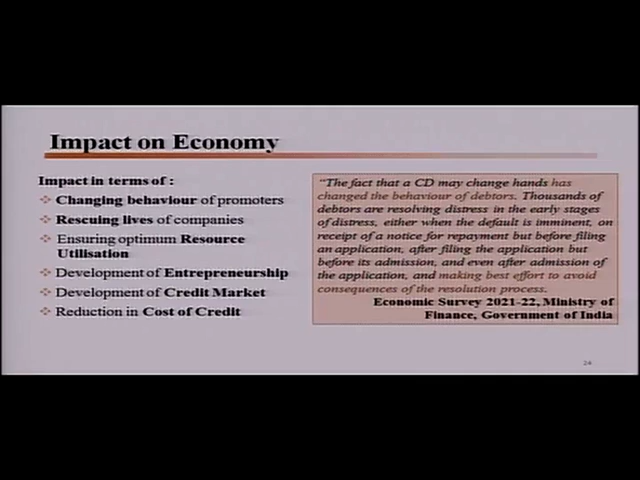 Impact on Economy
Impact in terms of :
Changing behaviour of promoters
Rescuing lives of companies
Ensuring optimum Resource
Utilisation
Development of Entrepreneurship
Development of Credit Market
Reduction in Cost of Credit
“The fact that a CD may change hands has
changed the behaviour of debtors. Thousands of
debtors are resolving distress in the early stages
of distress, either when the default is imminent, on
receipt of a notice for repayment but before filing
an application, after filing the application but
before its admission, and even after admission of
the application, and making best effort to avoid
consequences of the resolution process.
Economic Survey 2021-22, Ministry of
Finance, Government of India
24